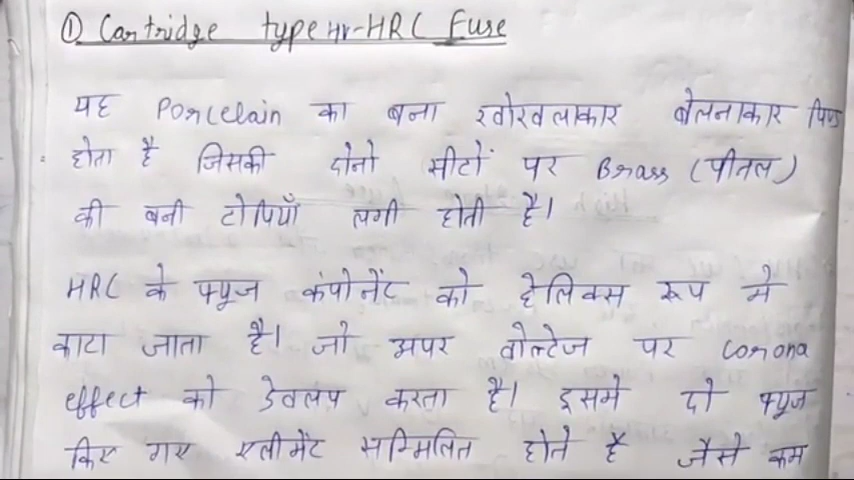 ① Cartridge type HV-HRC Fuse
यह Porcelain का बना खोखलाकार बेलनाकार
होता है जिसकी दोनो सीटों पर Brass (पीतल)
की बनी टोपियाँ लगी होती है।
HRC के फ्यूज कंपोनेंट को हेलिक्स रूप मे
काटा जाता है। जो अपर वोल्टेज पर Corona
effect को डेवलप करता है। इसमे दो फ्यूज
किए गए एलीमेंट सम्मिलित होते है जैसे कम